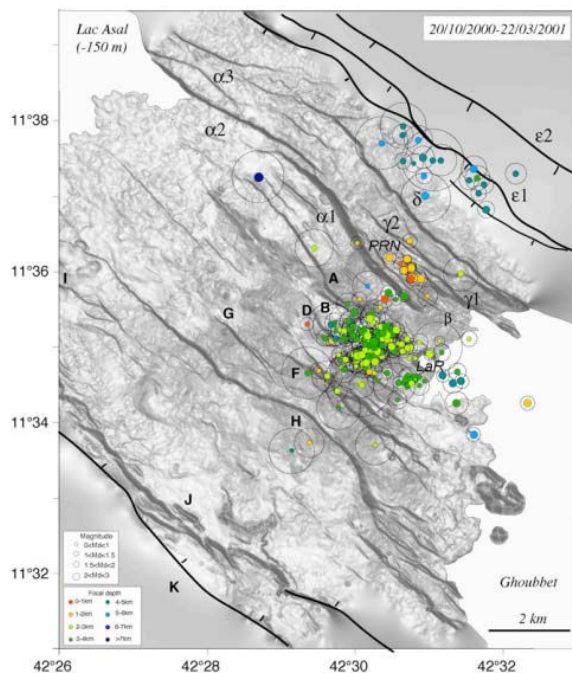 Lac Asal
(-150 m)
20/10/2000-22/03/2001
11°38'
11°36'
11°34'
11°32'
α3
α2
α1
ε2
ε1
δ
γ2
PRN
γ1
β
LaR
A
B
D
I
G
F
H
J
K
Magnitude
0<Md<1
1<Md<1.5
1.5<Md<2
2<Md<3
Focal depth
0-1km
1-2km
2-3km
3-4km
4-5km
5-6km
6-7km
>7km
Ghoubbet
2 km
42°26
42°28
42°30
42°32